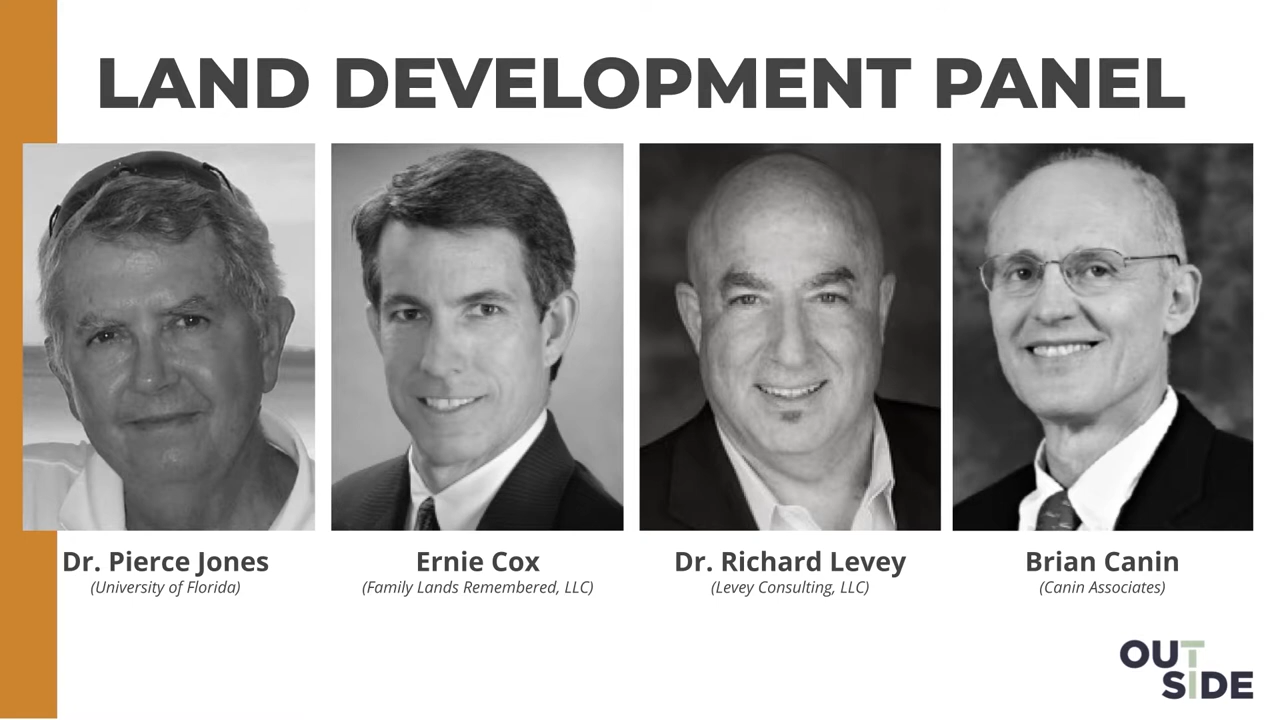 LAND DEVELOPMENT PANEL
Dr. Pierce Jones
(University of Florida)
Ernie Cox
(Family Lands Remembered, LLC)
Dr. Richard Levey
(Levey Consulting, LLC)
Brian Canin
(Canin Associates)
OUT
SIDE